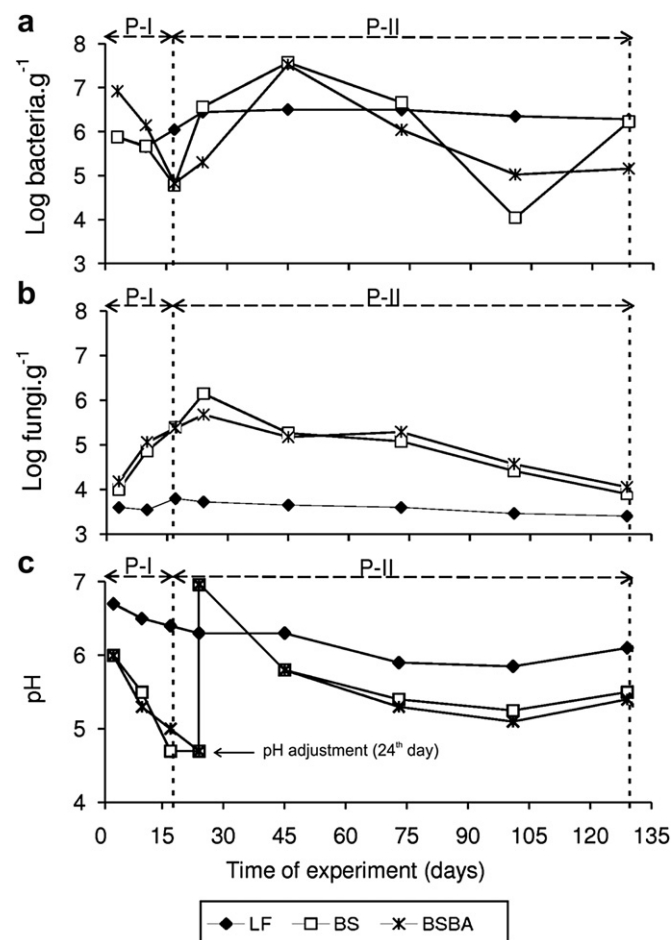 a
P-I P-II
8
7
6
5
4
3
Log bacteria.g⁻¹
b
P-I P-II
8
7
6
5
4
3
Log fungi.g⁻¹
c
P-I P-II
7
6
5
4
pH
pH adjustment (24ᵗʰ day)
0 15 30 45 60 75 90 105 120 135
Time of experiment (days)
LF BS BSBA